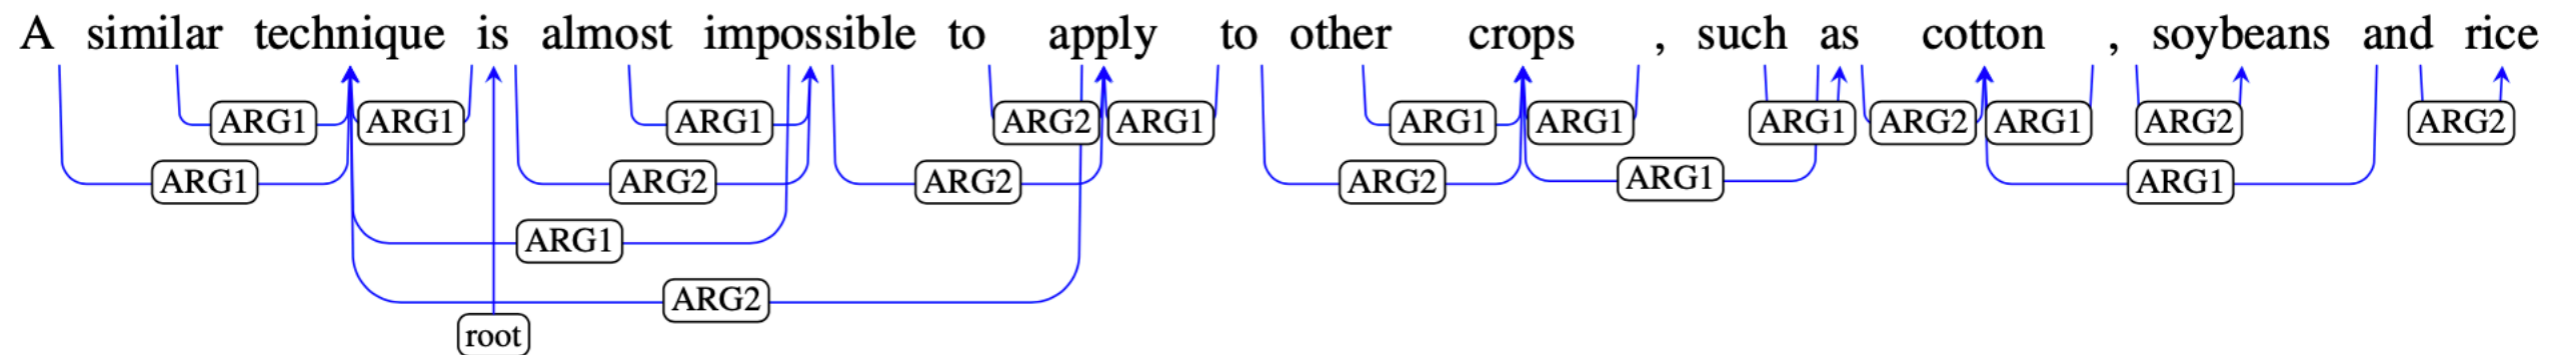 A similar technique is almost impossible to apply to other crops , such as cotton , soybeans and rice
ARG1 ARG1 ARG1 ARG2 ARG1 ARG1 ARG1 ARG1 ARG2 ARG1 ARG2 ARG2
ARG1 ARG2 ARG2 ARG2 ARG1 ARG1
ARG1
ARG2
root